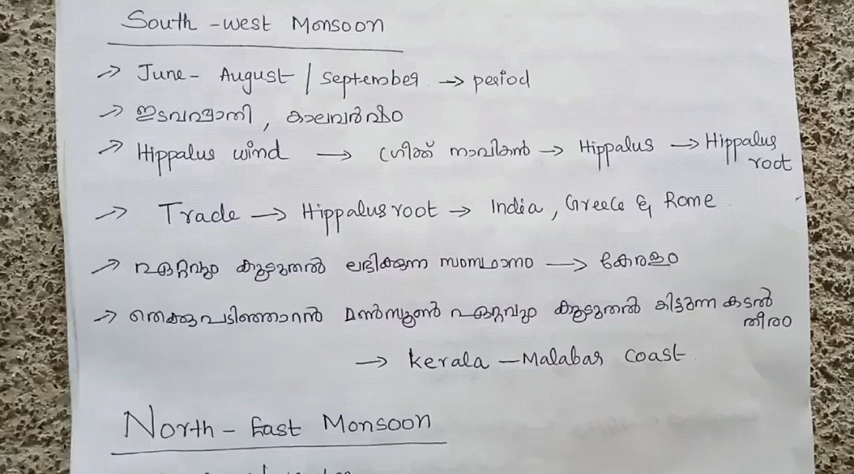 South - west Monsoon
→ June - August / september → period
→ ഇടവപ്പാതി, കാലവർഷം
→ Hippalus wind → ഗ്രീക്ക് നാവികൻ → Hippalus → Hippalus root
→ Trade → Hippalus root → India, Greece & Rome
→ ഏറ്റവും കൂടുതൽ ലഭിക്കുന്ന സംസ്ഥാനം → കേരളം
→ തെക്കുപടിഞ്ഞാറൻ മൺസൂൺ ഏറ്റവും കൂടുതൽ കിട്ടുന്ന കടൽ തീരം
→ kerala - Malabar coast
North - East Monsoon